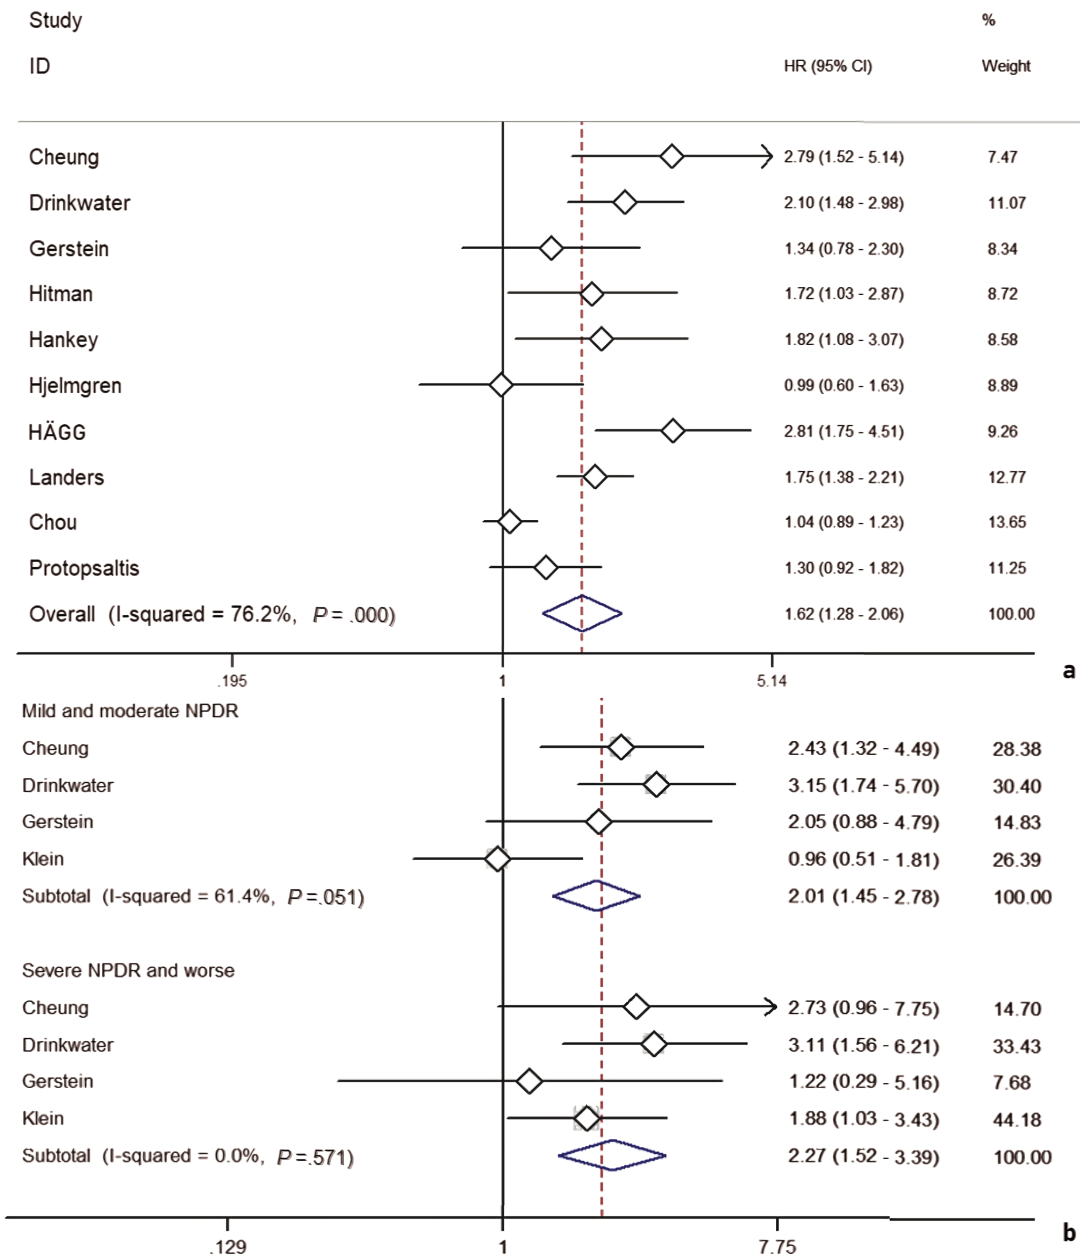 Study %
ID HR (95% CI) Weight
Cheung 2.79 (1.52 - 5.14) 7.47
Drinkwater 2.10 (1.48 - 2.98) 11.07
Gerstein 1.34 (0.78 - 2.30) 8.34
Hitman 1.72 (1.03 - 2.87) 8.72
Hankey 1.82 (1.08 - 3.07) 8.58
Hjelmgren 0.99 (0.60 - 1.63) 8.89
HÄGG 2.81 (1.75 - 4.51) 9.26
Landers 1.75 (1.38 - 2.21) 12.77
Chou 1.04 (0.89 - 1.23) 13.65
Protopsaltis 1.30 (0.92 - 1.82) 11.25
Overall (I-squared = 76.2%, P = .000) 1.62 (1.28 - 2.06) 100.00
.195 1 5.14 a
Mild and moderate NPDR
Cheung 2.43 (1.32 - 4.49) 28.38
Drinkwater 3.15 (1.74 - 5.70) 30.40
Gerstein 2.05 (0.88 - 4.79) 14.83
Klein 0.96 (0.51 - 1.81) 26.39
Subtotal (I-squared = 61.4%, P =.051) 2.01 (1.45 - 2.78) 100.00
Severe NPDR and worse
Cheung 2.73 (0.96 - 7.75) 14.70
Drinkwater 3.11 (1.56 - 6.21) 33.43
Gerstein 1.22 (0.29 - 5.16) 7.68
Klein 1.88 (1.03 - 3.43) 44.18
Subtotal (I-squared = 0.0%, P =.571) 2.27 (1.52 - 3.39) 100.00
.129 1 7.75 b